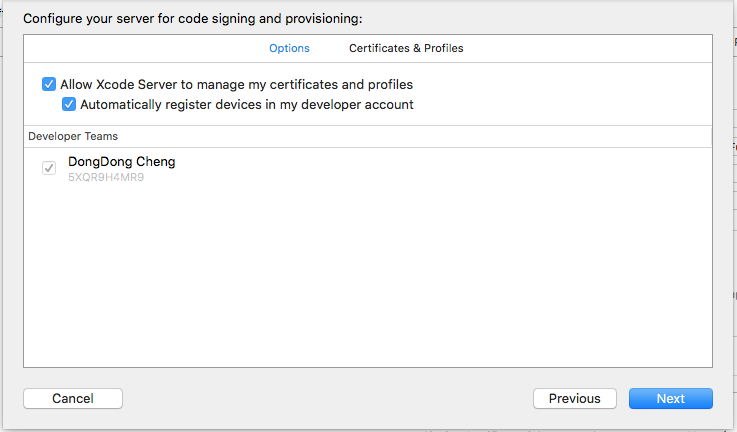 Configure your server for code signing and provisioning:
Options Certificates & Profiles
Allow Xcode Server to manage my certificates and profiles
Automatically register devices in my developer account
Developer Teams
DongDong Cheng
5XQR9H4MR9
Cancel Previous Next